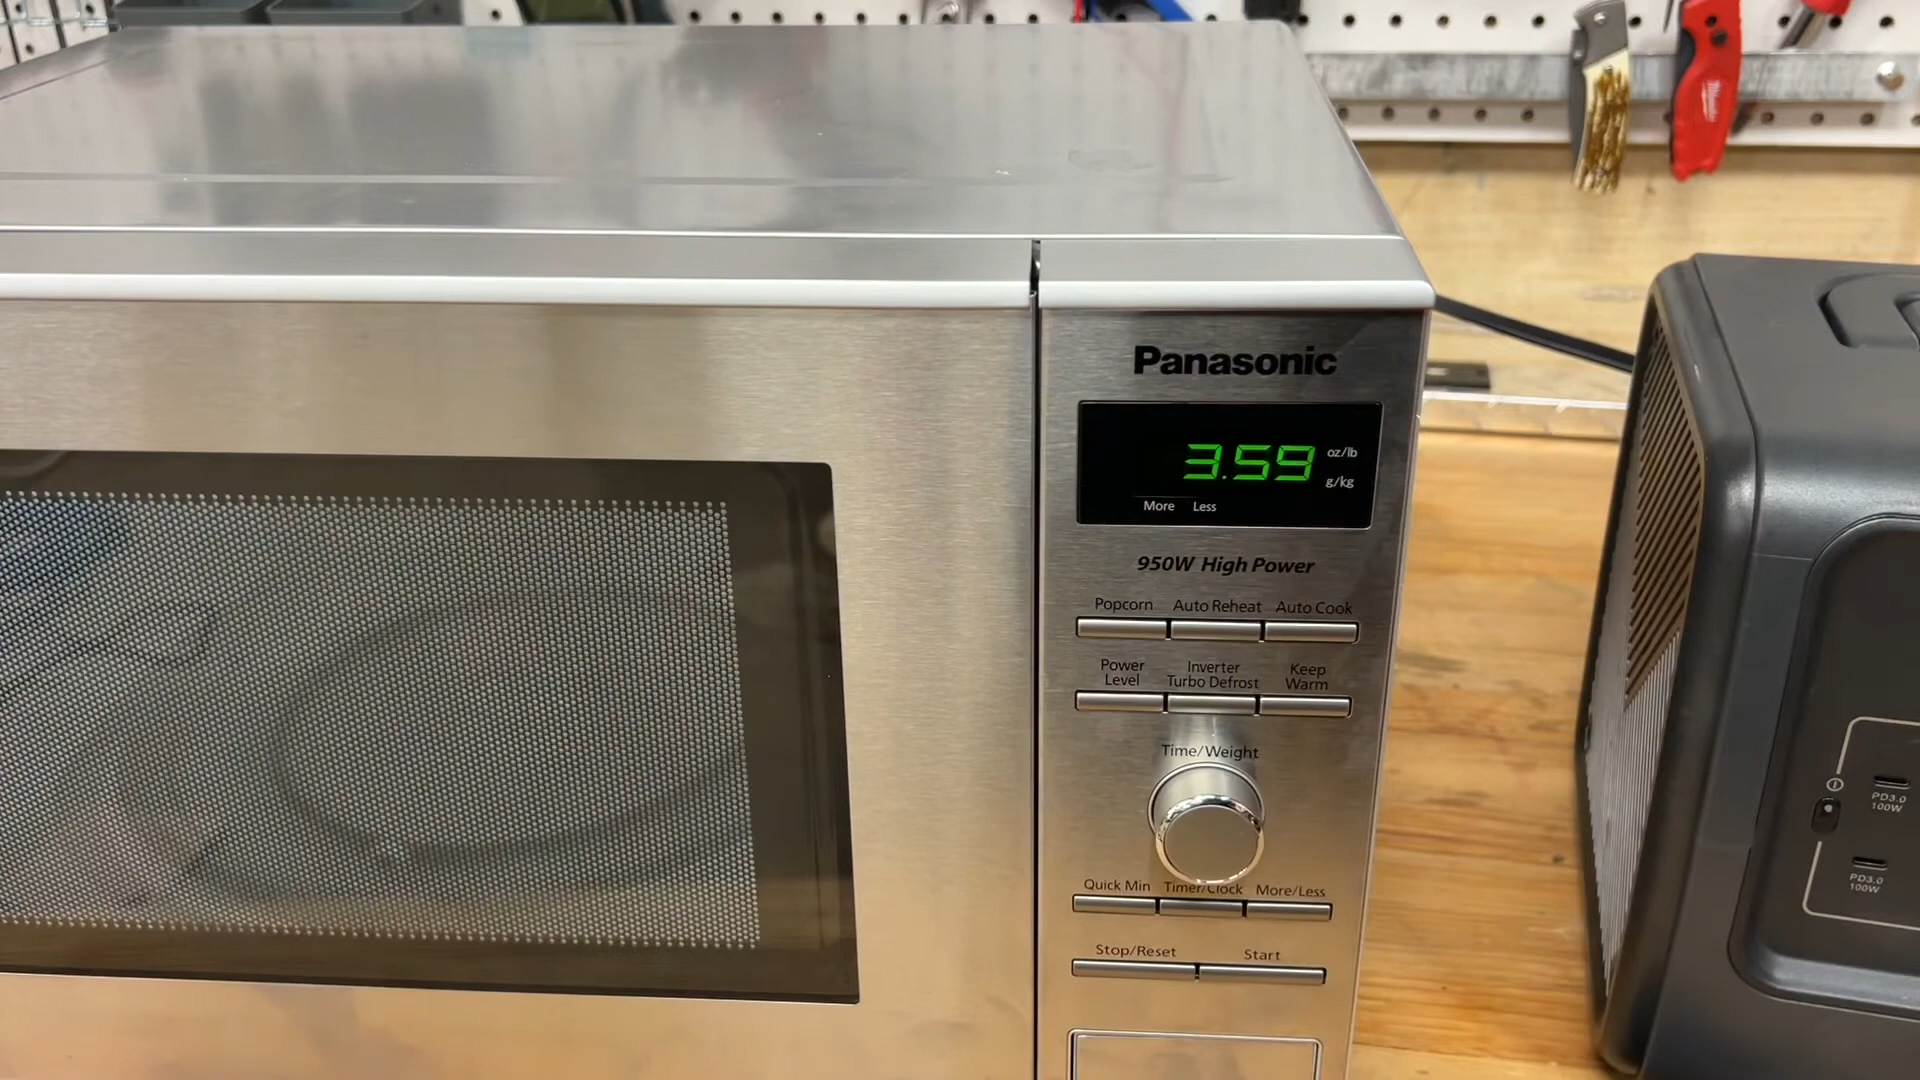 Milwaukee
Panasonic
3.59
oz/lb
g/kg
More Less
950W High Power
Popcorn Auto Reheat Auto Cook
Power Level Inverter Turbo Defrost Keep Warm
Time/Weight
Quick Min Timer/Clock More/Less
Stop/Reset Start
PD3.0
100W
PD3.0
100W